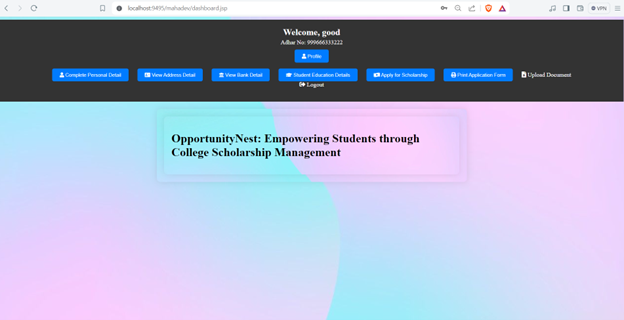 localhost:9495/mahadev/dashboard.jsp
VPN
Welcome, good
Adhar No: 999666333222
Profile
Complete Personal Detail View Address Detail View Bank Detail Student Education Details Apply for Scholarship Print Application Form Upload Document
Logout
OpportunityNest: Empowering Students through
College Scholarship Management